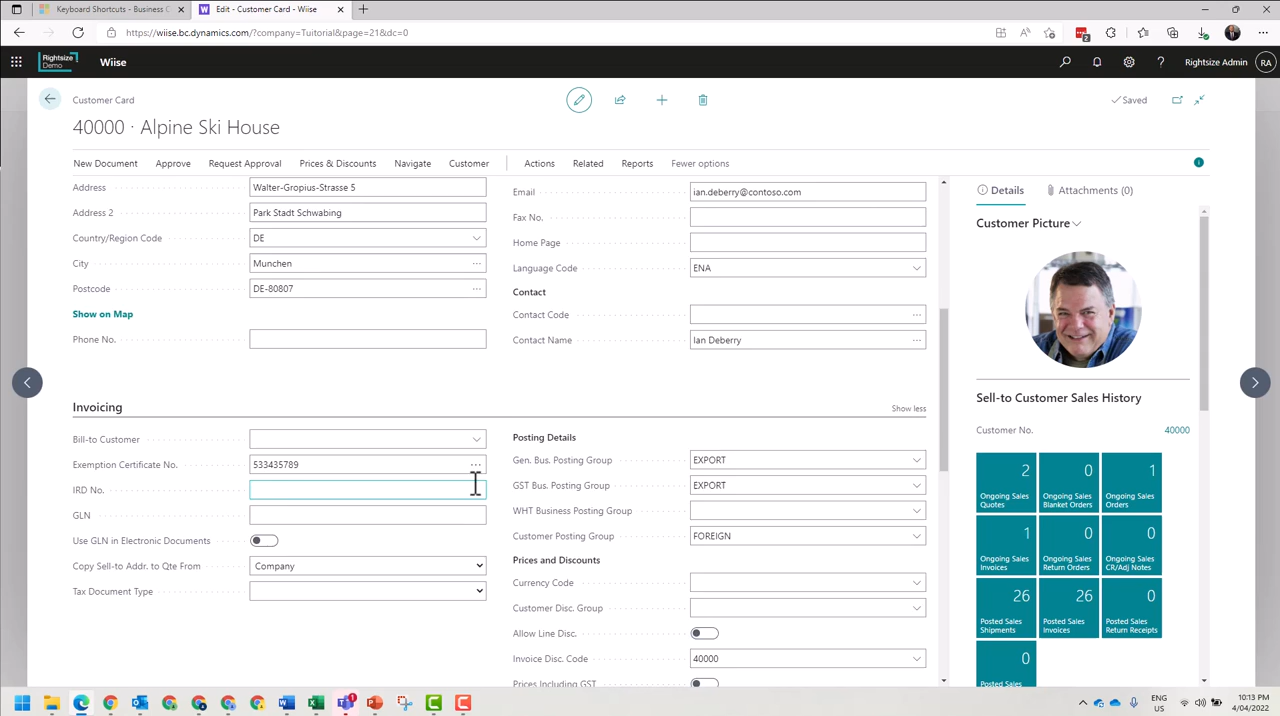 Keyboard Shortcuts - Business C
Edit - Customer Card - Wiise
https://wiise.bc.dynamics.com/?company=Tuitorial&page=21&dc=0
2
Rightsize
Demo
Wiise
Rightsize Admin
RA
Customer Card
Saved
40000 · Alpine Ski House
New Document
Approve
Request Approval
Prices & Discounts
Navigate
Customer
Actions
Related
Reports
Fewer options
Address
Walter-Gropius-Strasse 5
Address 2
Park Stadt Schwabing
Country/Region Code
DE
City
Munchen
Postcode
DE-80807
Show on Map
Phone No.
Email
ian.deberry@contoso.com
Fax No.
Home Page
Language Code
ENA
Contact
Contact Code
Contact Name
Ian Deberry
Invoicing
Show less
Bill-to Customer
Exemption Certificate No.
533435789
IRD No.
GLN
Use GLN in Electronic Documents
Copy Sell-to Addr. to Qte From
Company
Tax Document Type
Posting Details
Gen. Bus. Posting Group
EXPORT
GST Bus. Posting Group
EXPORT
WHT Business Posting Group
Customer Posting Group
FOREIGN
Prices and Discounts
Currency Code
Customer Disc. Group
Allow Line Disc.
Invoice Disc. Code
40000
Prices Including GST
Details
Attachments (0)
Customer Picture
Sell-to Customer Sales History
Customer No.
40000
2
Ongoing Sales
Quotes
0
Ongoing Sales
Blanket Orders
1
Ongoing Sales
Orders
1
Ongoing Sales
Invoices
0
Ongoing Sales
Return Orders
0
Ongoing Sales
CR/Adj Notes
26
Posted Sales
Shipments
26
Posted Sales
Invoices
0
Posted Sales
Return Receipts
0
Posted Sales
1
ENG
US
10:13 PM
4/04/2022